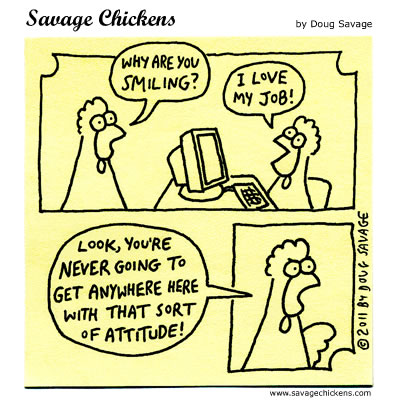 Savage Chickens
by Doug Savage
WHY ARE YOU
SMILING?
I LOVE
MY JOB!
LOOK, YOU'RE
NEVER GOING TO
GET ANYWHERE HERE
WITH THAT SORT
OF ATTITUDE!
© 2011 BY DOUG SAVAGE
www.savagechickens.com